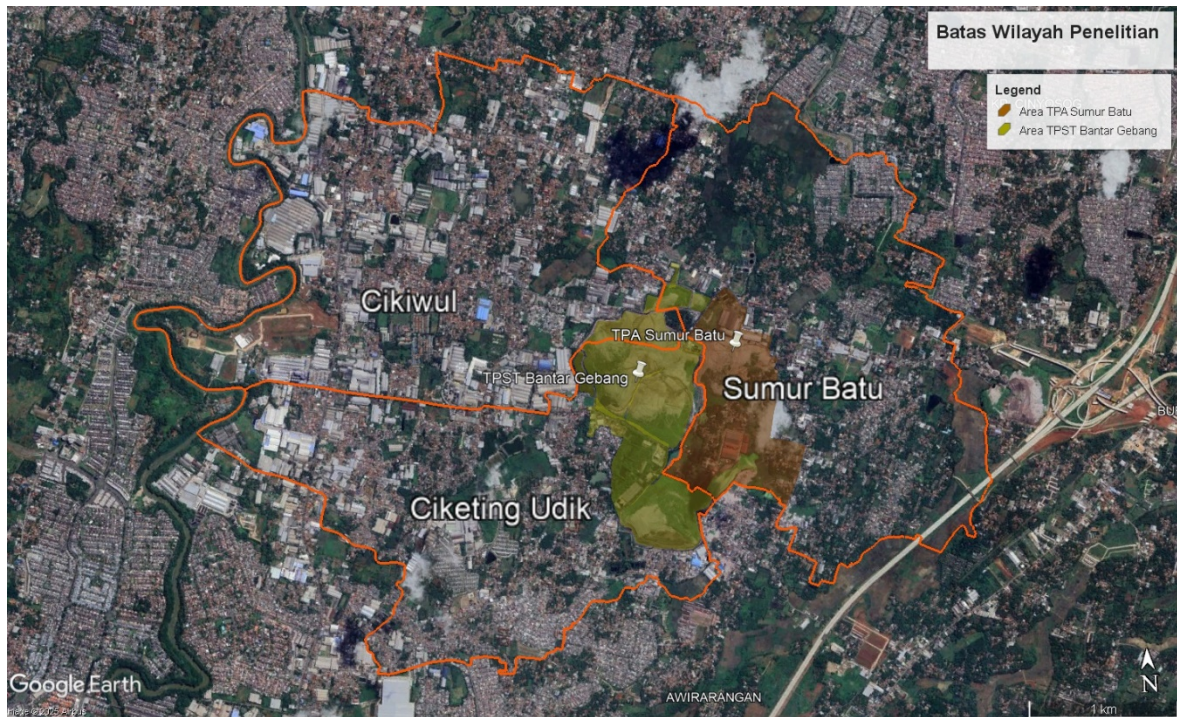 Batas Wilayah Penelitian
Legend
Area TPA Sumur Batu
Area TPST Bantar Gebang
Cikiwul
TPA Sumur Batu
TPST Bantar Gebang
Sumur Batu
Ciketing Udik
AWIRARANGAN
Google Earth
N
1 km